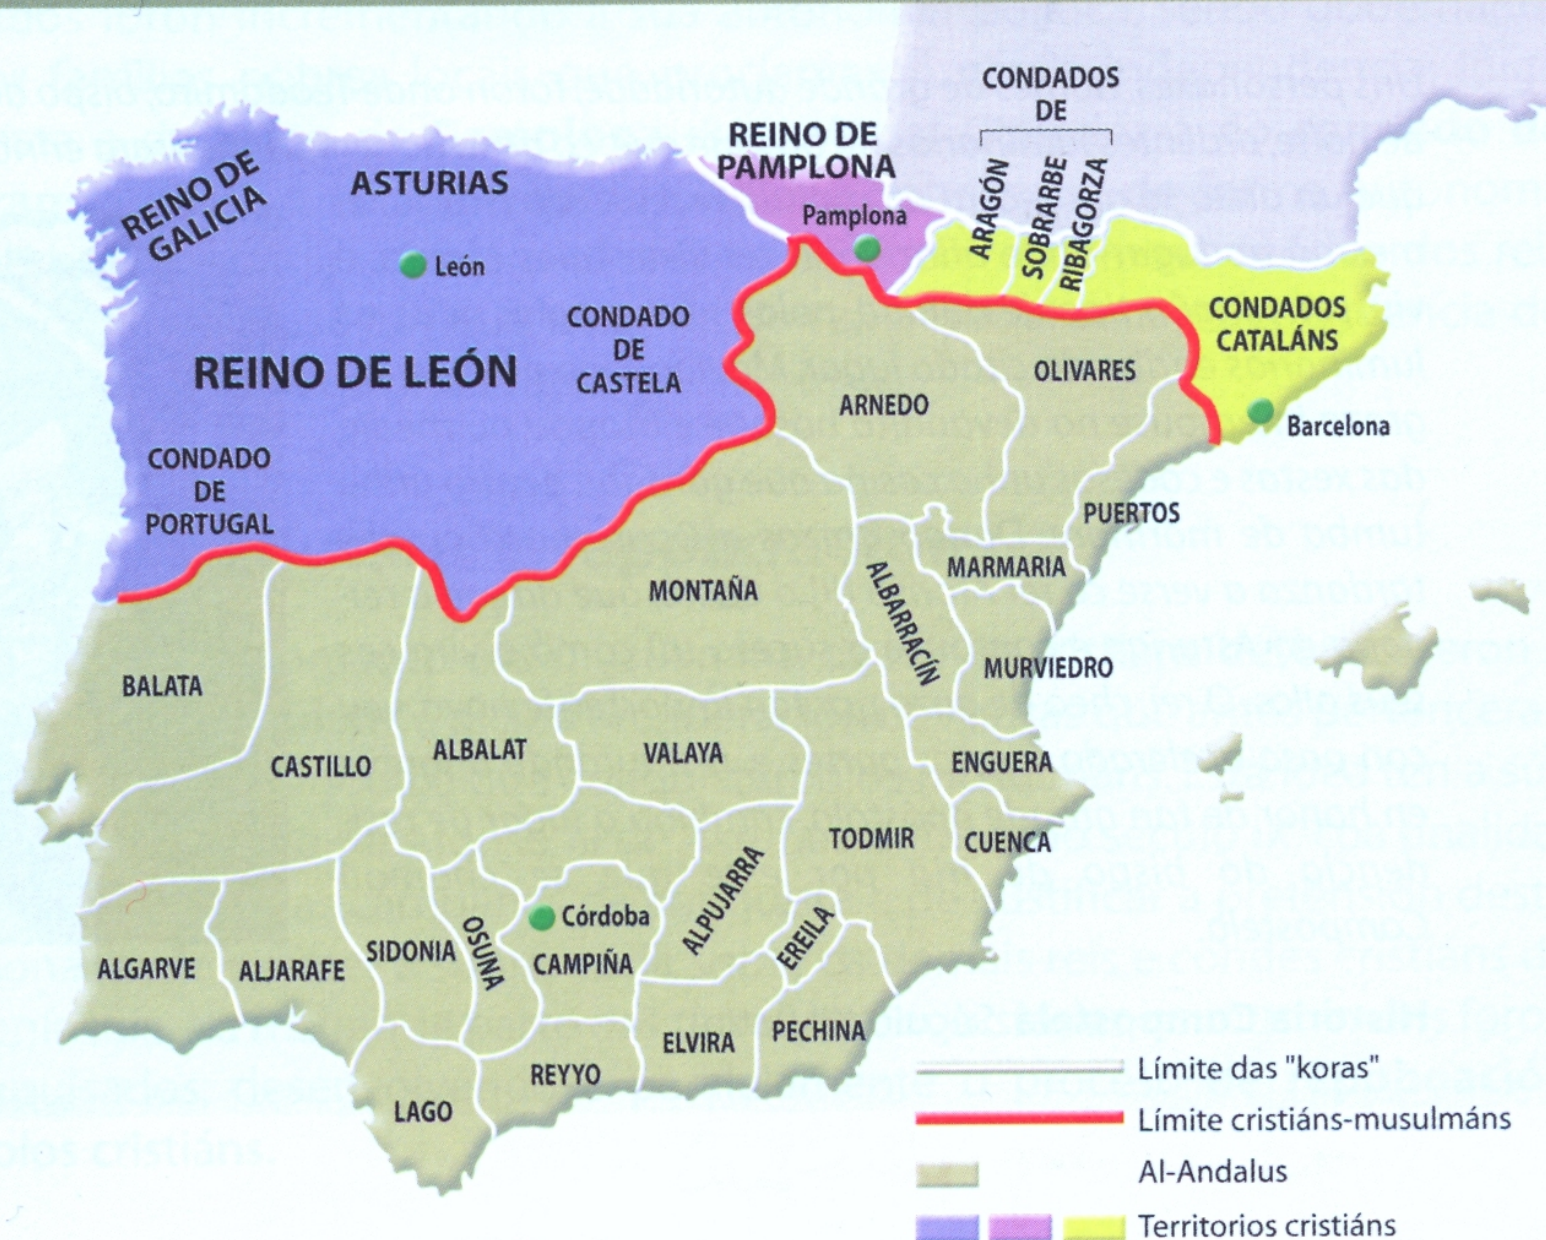 CONDADOS
DE
ARAGÓN
SOBRARBE
RIBAGORZA
REINO DE
PAMPLONA
Pamplona
REINO DE
GALICIA
ASTURIAS
León
CONDADO
DE
CASTELA
REINO DE LEÓN
CONDADO
DE
PORTUGAL
CONDADOS
CATALÁNS
Barcelona
OLIVARES
ARNEDO
PUERTOS
MARMARIA
ALBARRACÍN
MONTAÑA
MURVIEDRO
BALATA
CASTILLO
ALBALAT
VALAYA
ENGUERA
TODMIR
CUENCA
ALPUJARRA
EREILA
Córdoba
CAMPIÑA
OSUNA
SIDONIA
ALJARAFE
ALGARVE
ELVIRA
PECHINA
REYYO
LAGO
Límite das "koras"
Límite cristiáns-musulmáns
Al-Andalus
Territorios cristiáns